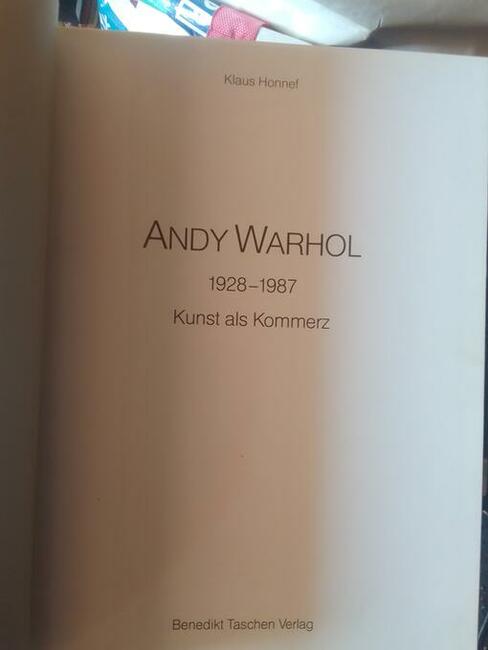 Klaus Honnef
ANDY WARHOL
1928–1987
Kunst als Kommerz
Benedikt Taschen Verlag